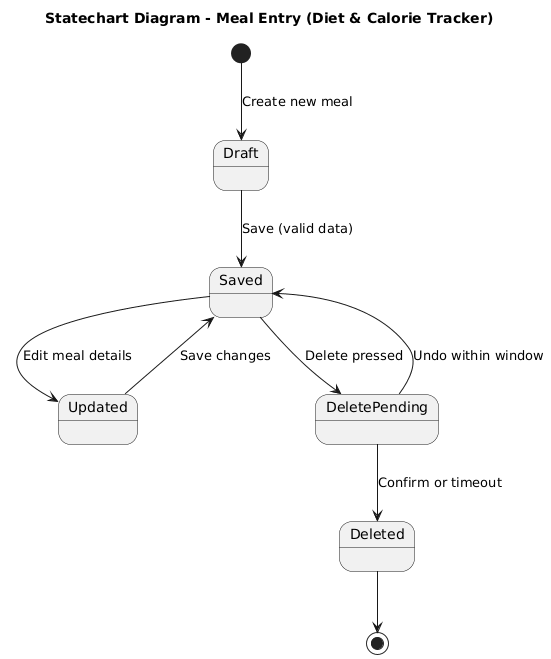 Statechart Diagram - Meal Entry (Diet & Calorie Tracker)
Create new meal
Draft
Save (valid data)
Saved
Edit meal details
Save changes
Delete pressed
Undo within window
Updated
DeletePending
Confirm or timeout
Deleted